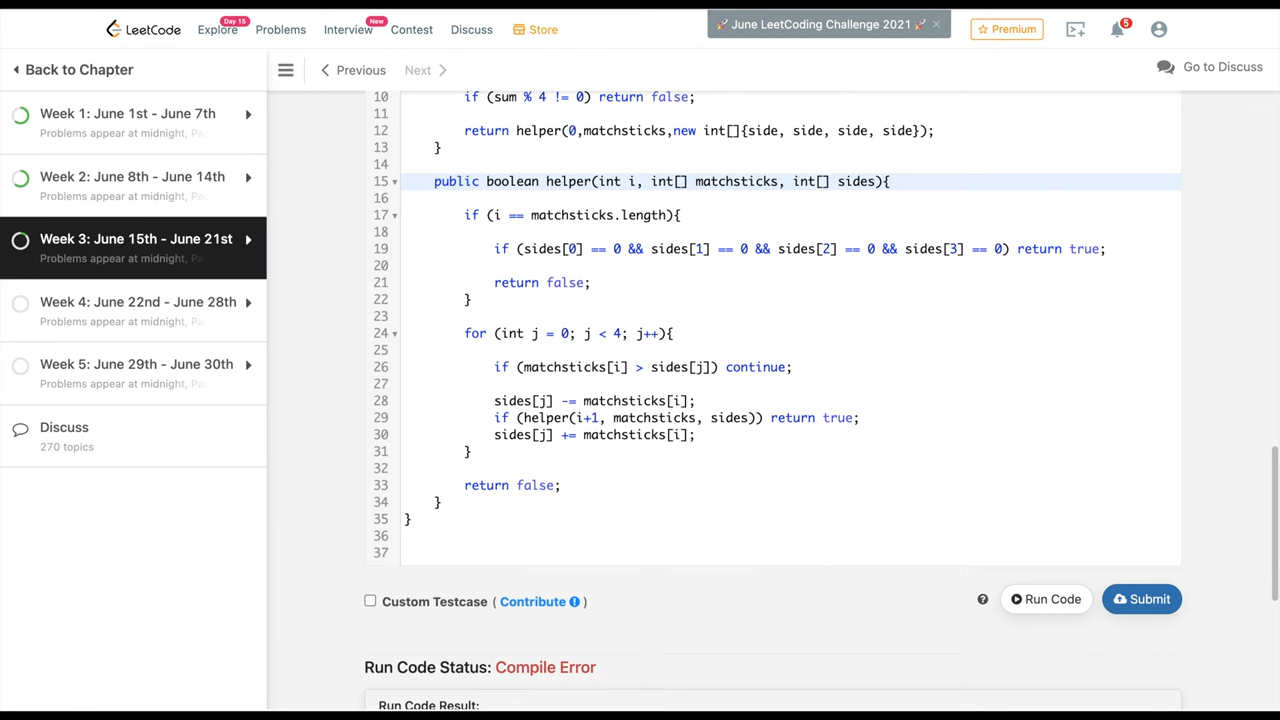 LeetCode
Explore
Day 15
Problems
Interview
New
Contest
Discuss
Store
🚀 June LeetCoding Challenge 2021 🚀 ×
Premium
5
Back to Chapter
Previous
Next
Go to Discuss
Week 1: June 1st - June 7th
Problems appear at midnight, Pa
Week 2: June 8th - June 14th
Problems appear at midnight, Pa
Week 3: June 15th - June 21st
Problems appear at midnight, Pa
Week 4: June 22nd - June 28th
Problems appear at midnight, Pa
Week 5: June 29th - June 30th
Problems appear at midnight, Pa
Discuss
270 topics
10 if (sum % 4 != 0) return false;
11
12 return helper(0,matchsticks,new int[]{side, side, side, side});
13 }
14
15 public boolean helper(int i, int[] matchsticks, int[] sides){
16
17 if (i == matchsticks.length){
18
19 if (sides[0] == 0 && sides[1] == 0 && sides[2] == 0 && sides[3] == 0) return true;
20
21 return false;
22 }
23
24 for (int j = 0; j < 4; j++){
25
26 if (matchsticks[i] > sides[j]) continue;
27
28 sides[j] -= matchsticks[i];
29 if (helper(i+1, matchsticks, sides)) return true;
30 sides[j] += matchsticks[i];
31 }
32
33 return false;
34 }
35 }
36
37
Custom Testcase ( Contribute )
Run Code
Submit
Run Code Status: Compile Error
Run Code Result: